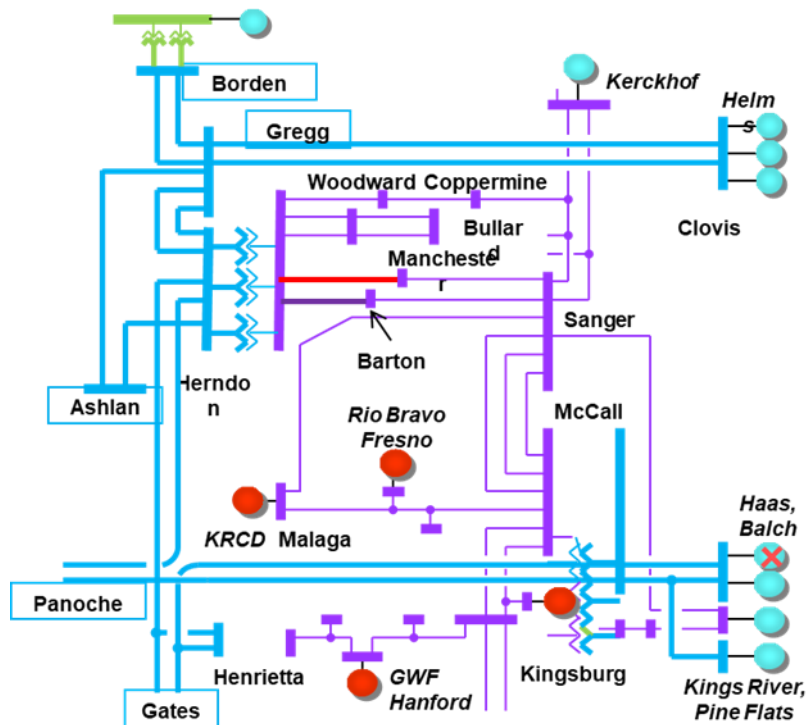 Borden
Kerckhof
Helm
s
Gregg
Woodward Coppermine
Bullar
d
Clovis
Mancheste
r
Sanger
Barton
Herndo
n
Ashlan
McCall
Rio Bravo
Fresno
Haas,
Balch
KRCD
Malaga
Panoche
Henrietta
GWF
Hanford
Kingsburg
Kings River,
Pine Flats
Gates